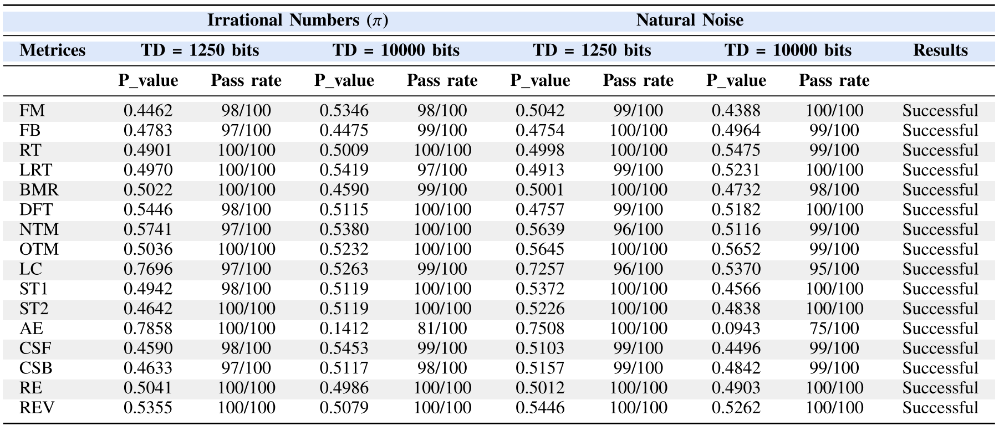 Irrational Numbers (π) Natural Noise
Metrices TD = 1250 bits TD = 10000 bits TD = 1250 bits TD = 10000 bits Results
P_value Pass rate P_value Pass rate P_value Pass rate P_value Pass rate
FM 0.4462 98/100 0.5346 98/100 0.5042 99/100 0.4388 100/100 Successful
FB 0.4783 97/100 0.4475 99/100 0.4754 100/100 0.4964 99/100 Successful
RT 0.4901 100/100 0.5009 100/100 0.4998 100/100 0.5475 99/100 Successful
LRT 0.4970 100/100 0.5419 97/100 0.4913 99/100 0.5231 100/100 Successful
BMR 0.5022 100/100 0.4590 99/100 0.5001 100/100 0.4732 98/100 Successful
DFT 0.5446 98/100 0.5115 100/100 0.4757 99/100 0.5182 100/100 Successful
NTM 0.5741 97/100 0.5380 100/100 0.5639 96/100 0.5116 99/100 Successful
OTM 0.5036 100/100 0.5232 100/100 0.5645 100/100 0.5652 99/100 Successful
LC 0.7696 97/100 0.5263 99/100 0.7257 96/100 0.5370 95/100 Successful
ST1 0.4942 98/100 0.5119 100/100 0.5372 100/100 0.4566 100/100 Successful
ST2 0.4642 100/100 0.5119 100/100 0.5226 100/100 0.4838 100/100 Successful
AE 0.7858 100/100 0.1412 81/100 0.7508 100/100 0.0943 75/100 Successful
CSF 0.4590 98/100 0.5453 99/100 0.5103 99/100 0.4496 99/100 Successful
CSB 0.4633 97/100 0.5117 98/100 0.5157 99/100 0.4842 99/100 Successful
RE 0.5041 100/100 0.4986 100/100 0.5012 100/100 0.4903 100/100 Successful
REV 0.5355 100/100 0.5079 100/100 0.5446 100/100 0.5262 100/100 Successful